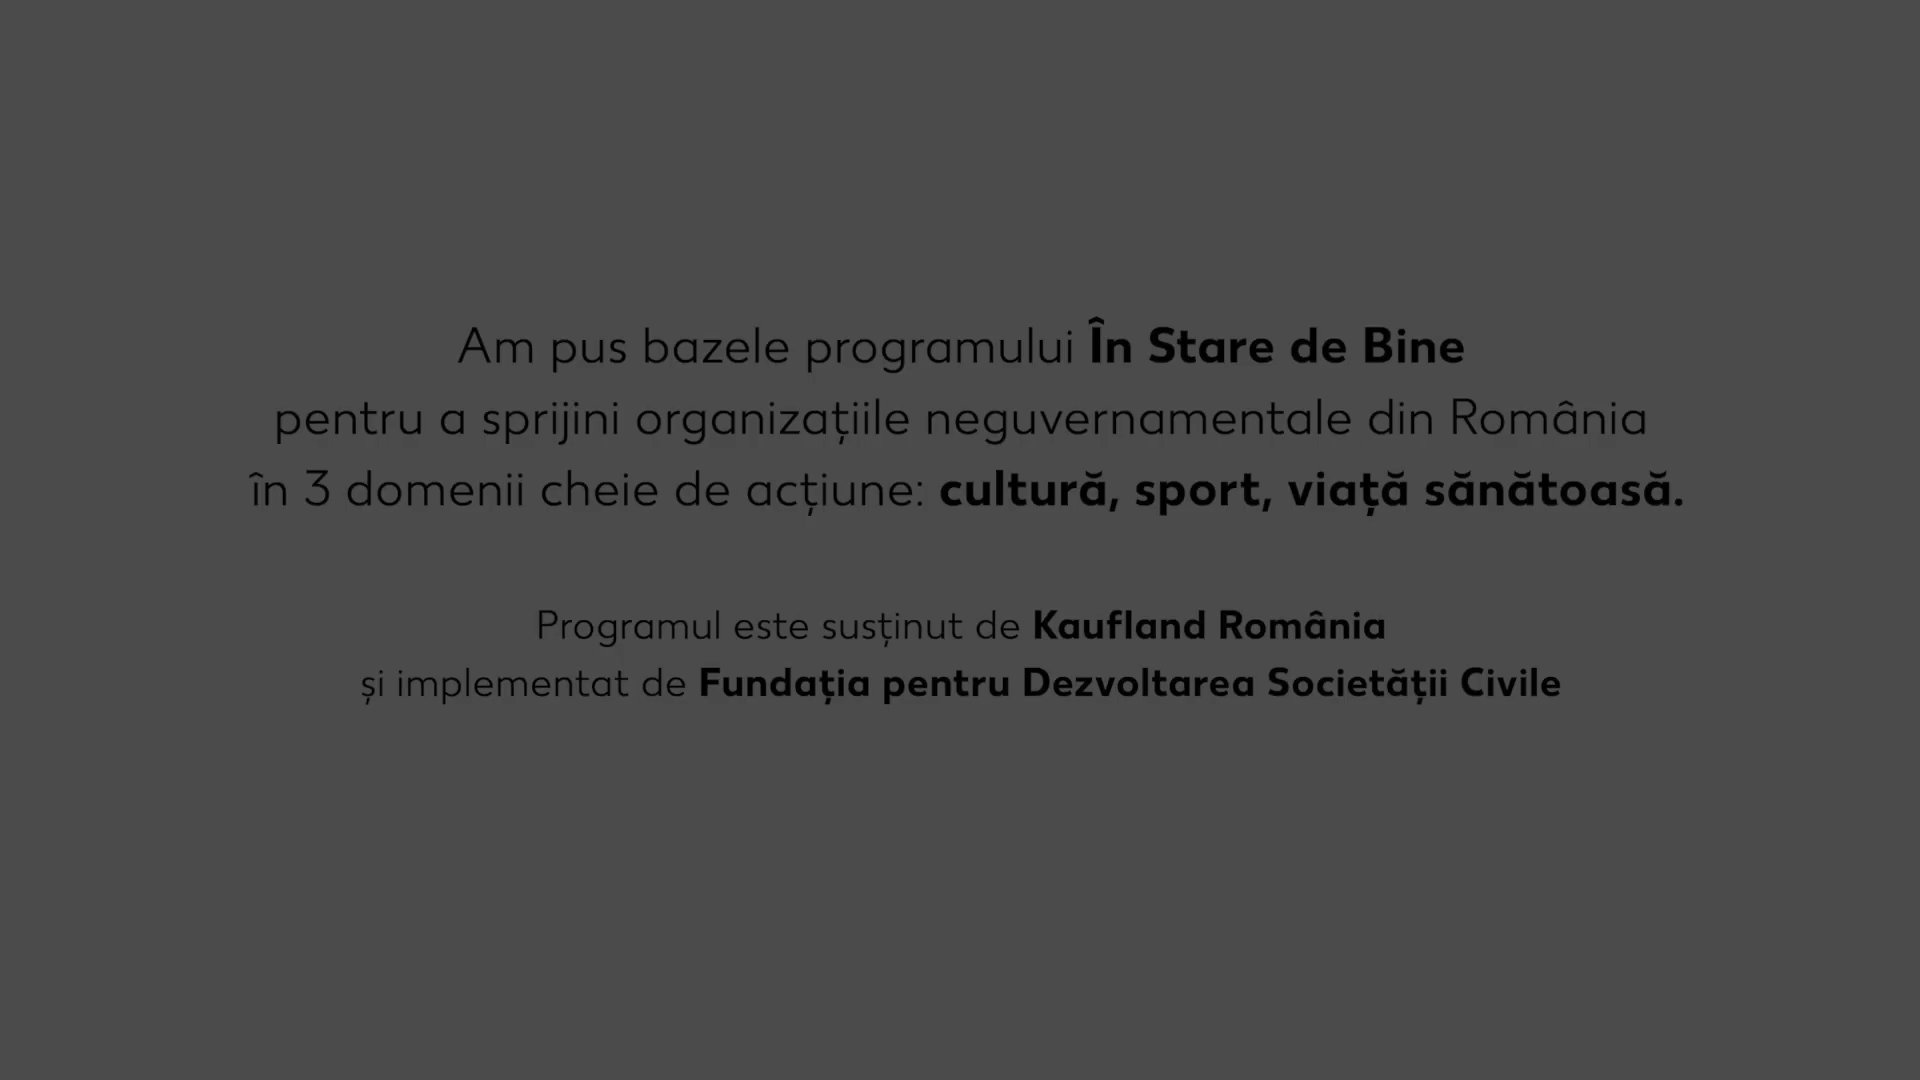 Am pus bazele programului În Stare de Bine
pentru a sprijini organizațiile neguvernamentale din România
în 3 domenii cheie de acțiune: cultură, sport, viață sănătoasă.
Programul este susținut de Kaufland România
și implementat de Fundația pentru Dezvoltarea Societății Civile